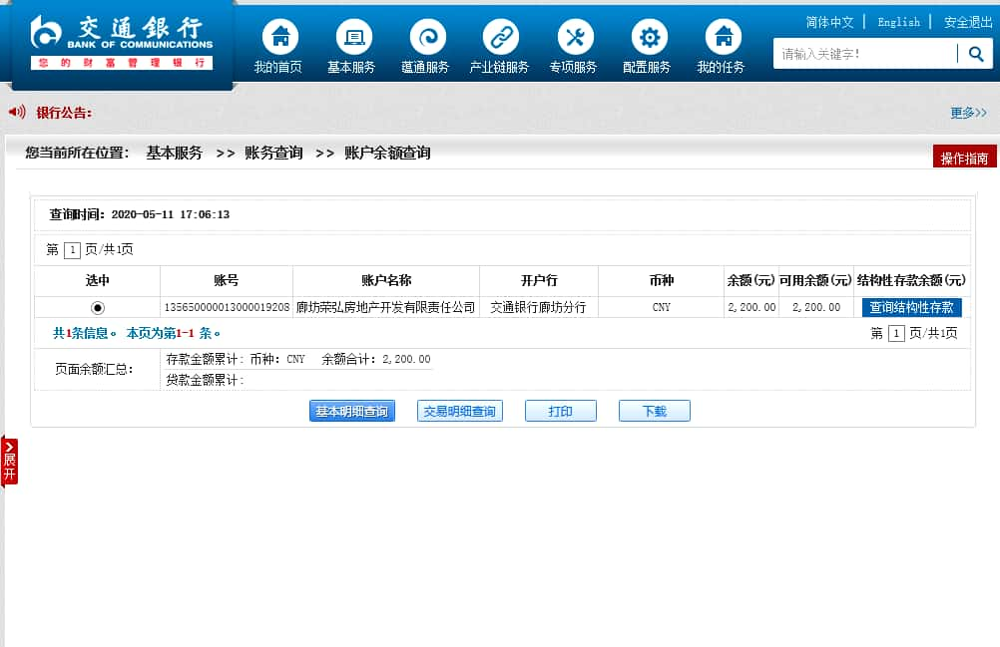 交通銀行
BANK OF COMMUNICATIONS
您的财富管理银行
我的首页 基本服务 蕴通服务 产业链服务 专项服务 配置服务 我的任务
简体中文 | English | 安全退出
请输入关键字!
银行公告:
更多>>
您当前所在位置: 基本服务 >> 账务查询 >> 账户余额查询
操作指南
查询时间: 2020-05-11 17:06:13
第 1 页/共1页
选中 账号 账户名称 开户行 币种 余额(元) 可用余额(元) 结构性存款余额(元)
135650000013000019208 廊坊荣弘房地产开发有限责任公司 交通银行廊坊分行 CNY 2,200.00 2,200.00 查询结构性存款
共1条信息。 本页为第1-1 条。 第 1 页/共1页
页面余额汇总:
存款金额累计: 币种: CNY 余额合计: 2,200.00
贷款金额累计:
基本明细查询 交易明细查询 打印 下载
展开